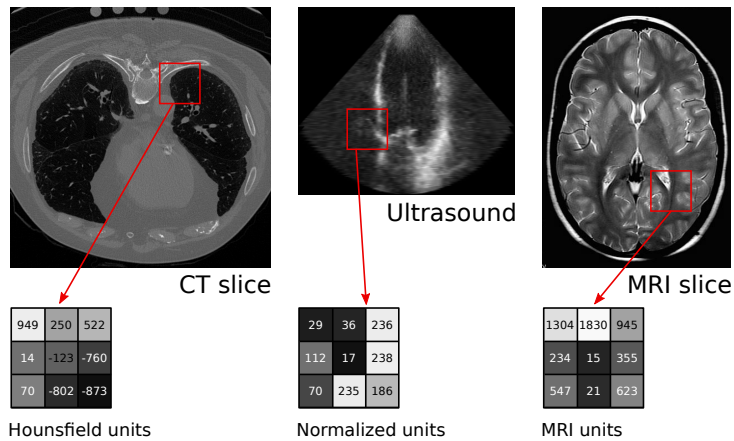 CT slice
Ultrasound
MRI slice
949 250 522
14 -123 -760
70 -802 -873
Hounsfield units
29 36 236
112 17 238
70 235 186
Normalized units
1304 1830 945
234 15 355
547 21 623
MRI units